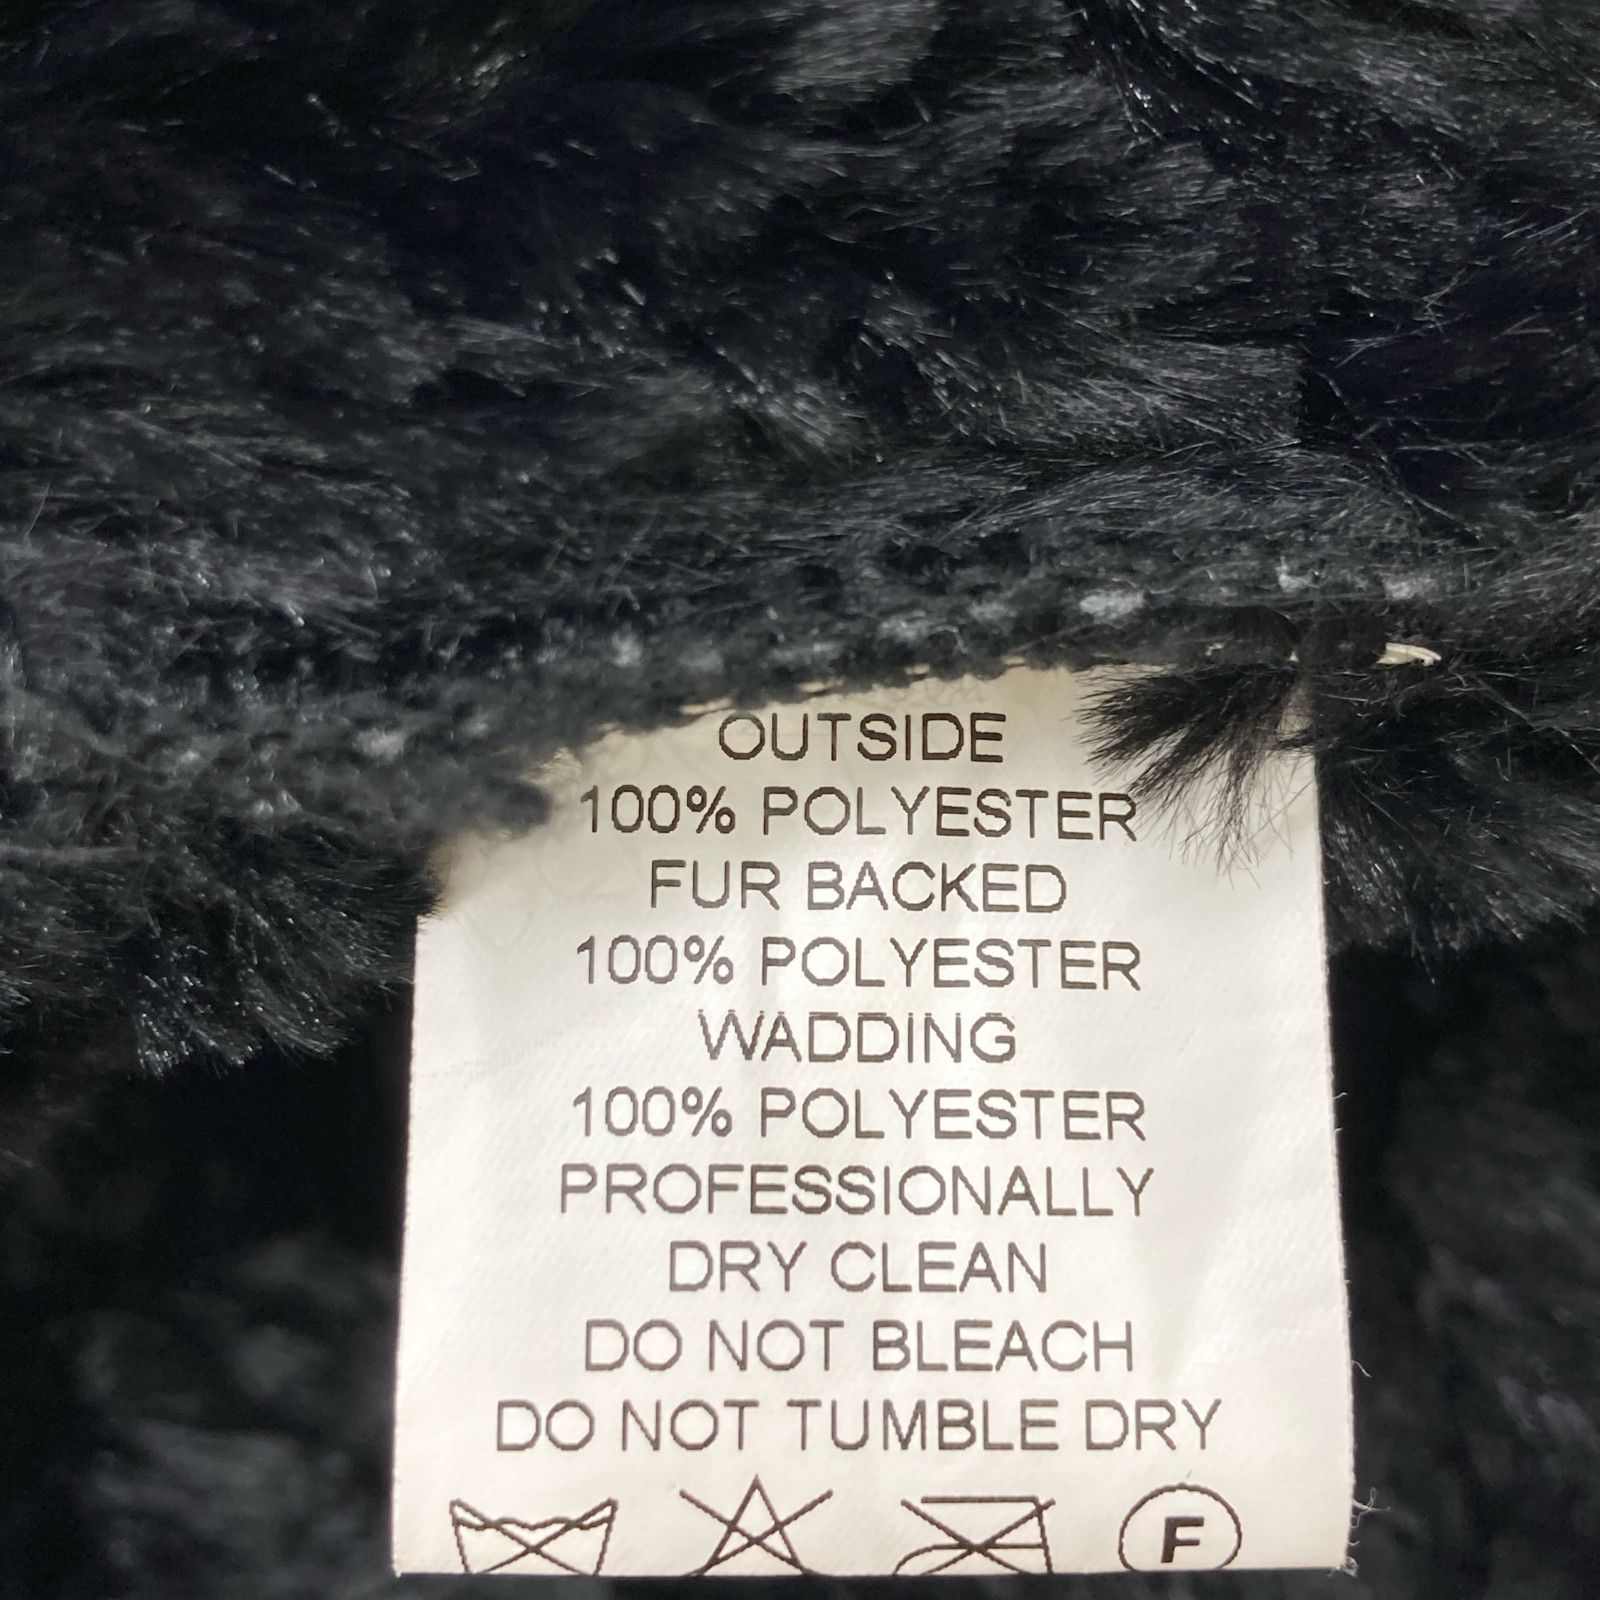 OUTSIDE
100% POLYESTER
FUR BACKED
100% POLYESTER
WADDING
100% POLYESTER
PROFESSIONALLY
DRY CLEAN
DO NOT BLEACH
DO NOT TUMBLE DRY
F